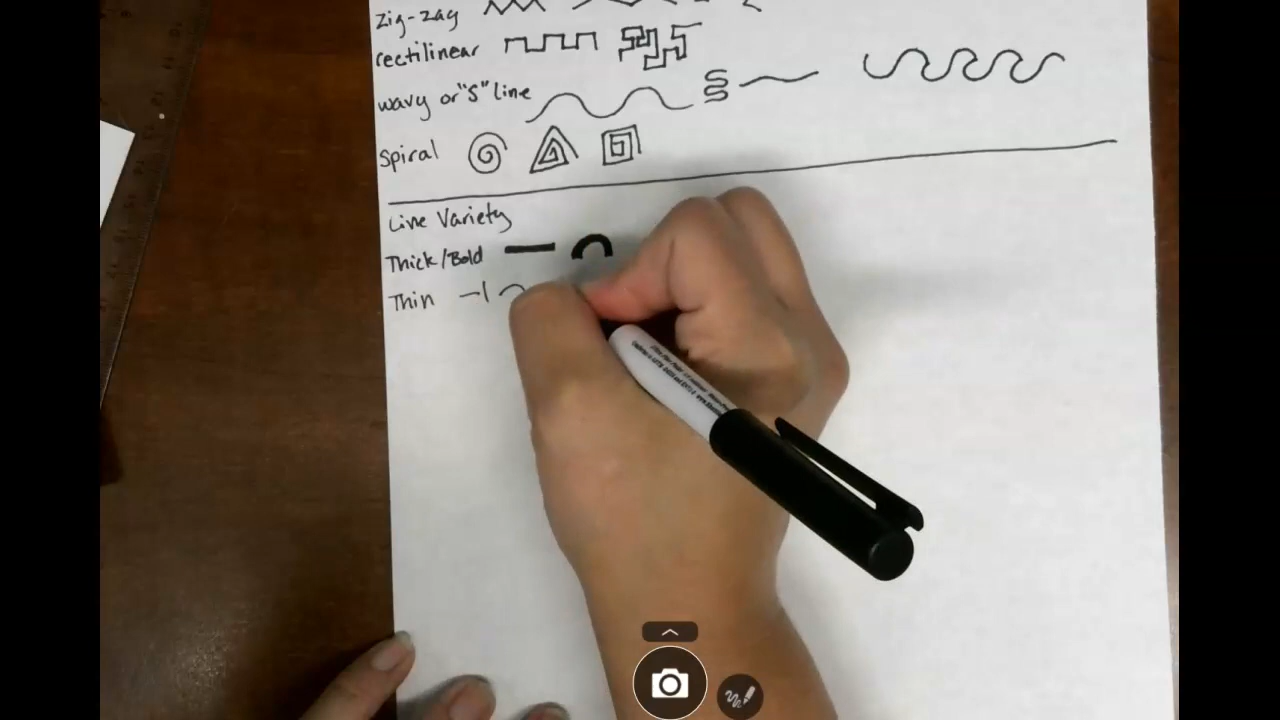 zig-zag
rectilinear
wavy or "S" line
spiral
Line Variety
Thick/Bold
Thin